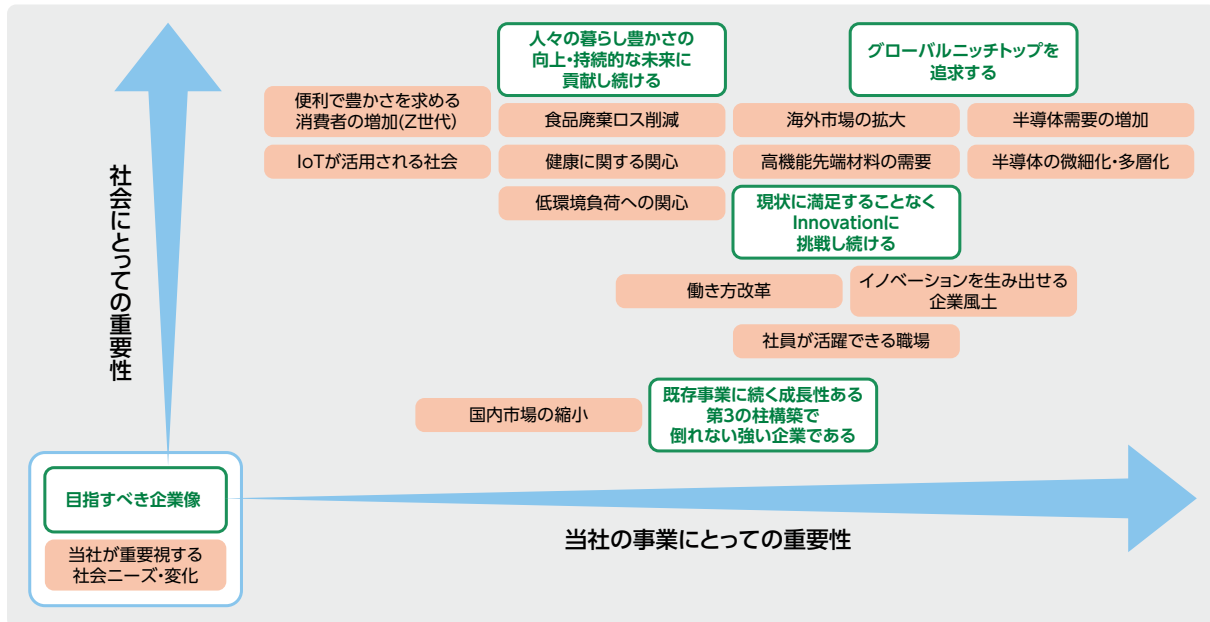 人々の暮らし豊かさの
向上・持続的な未来に
貢献し続ける
グローバルニッチトップを
追求する
便利で豊かさを求める
消費者の増加(Z世代)
食品廃棄ロス削減
海外市場の拡大
半導体需要の増加
IoTが活用される社会
健康に関する関心
高機能先端材料の需要
半導体の微細化・多層化
低環境負荷への関心
現状に満足することなく
Innovationに
挑戦し続ける
働き方改革
イノベーションを生み出せる
企業風土
社員が活躍できる職場
国内市場の縮小
既存事業に続く成長性ある
第3の柱構築で
倒れない強い企業である
社会にとっての重要性
目指すべき企業像
当社が重要視する
社会ニーズ・変化
当社の事業にとっての重要性